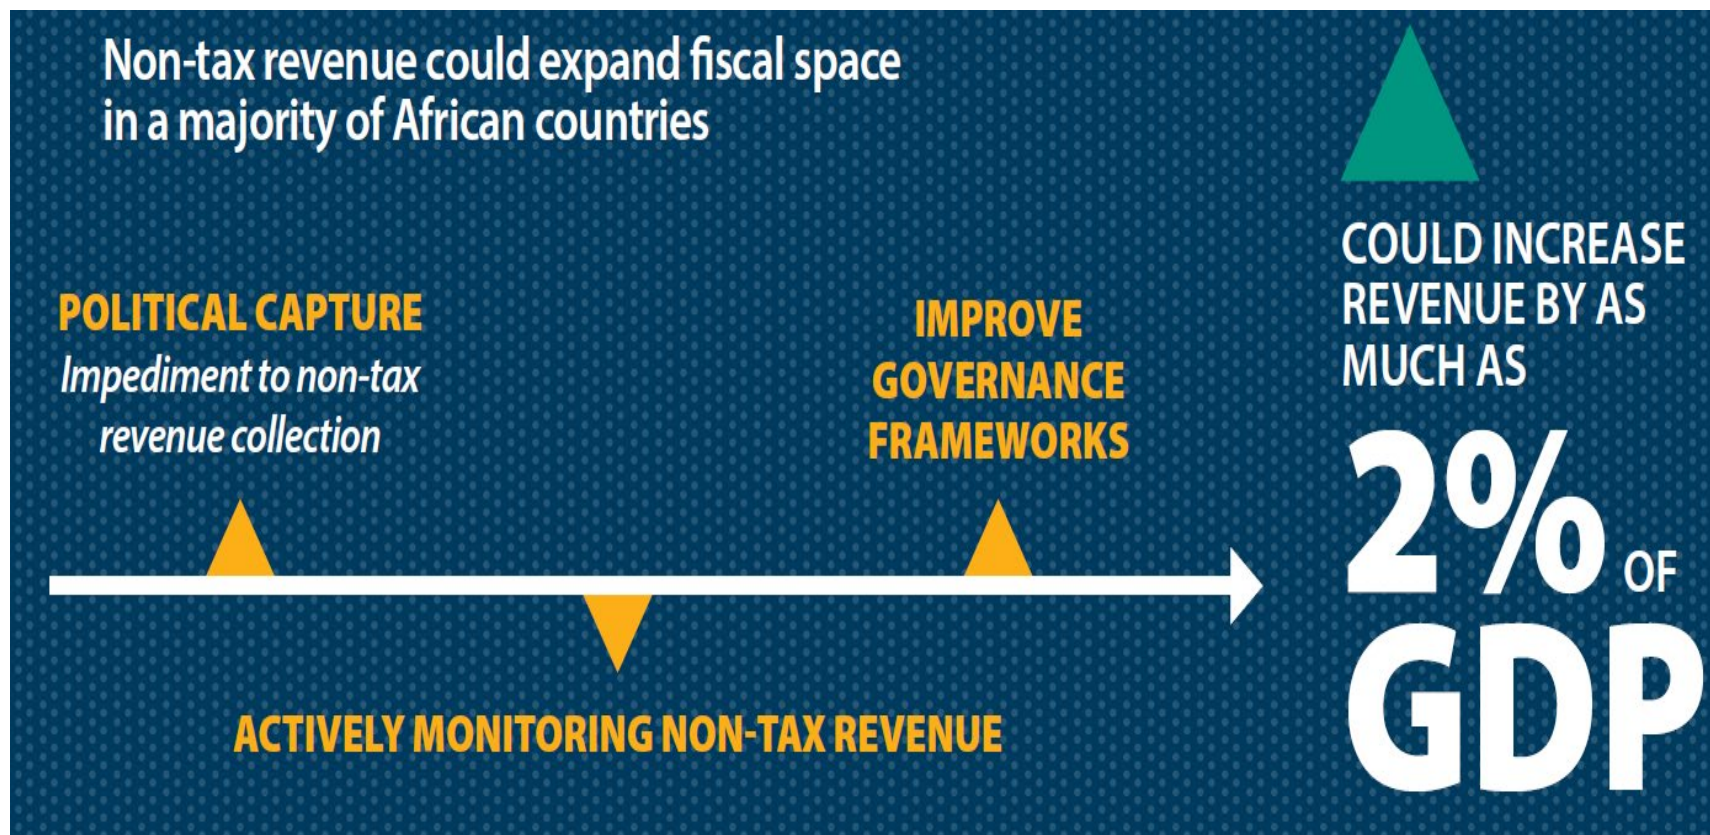 Non-tax revenue could expand fiscal space
in a majority of African countries
POLITICAL CAPTURE
Impediment to non-tax
revenue collection
IMPROVE
GOVERNANCE
FRAMEWORKS
ACTIVELY MONITORING NON-TAX REVENUE
COULD INCREASE
REVENUE BY AS
MUCH AS
2% OF
GDP